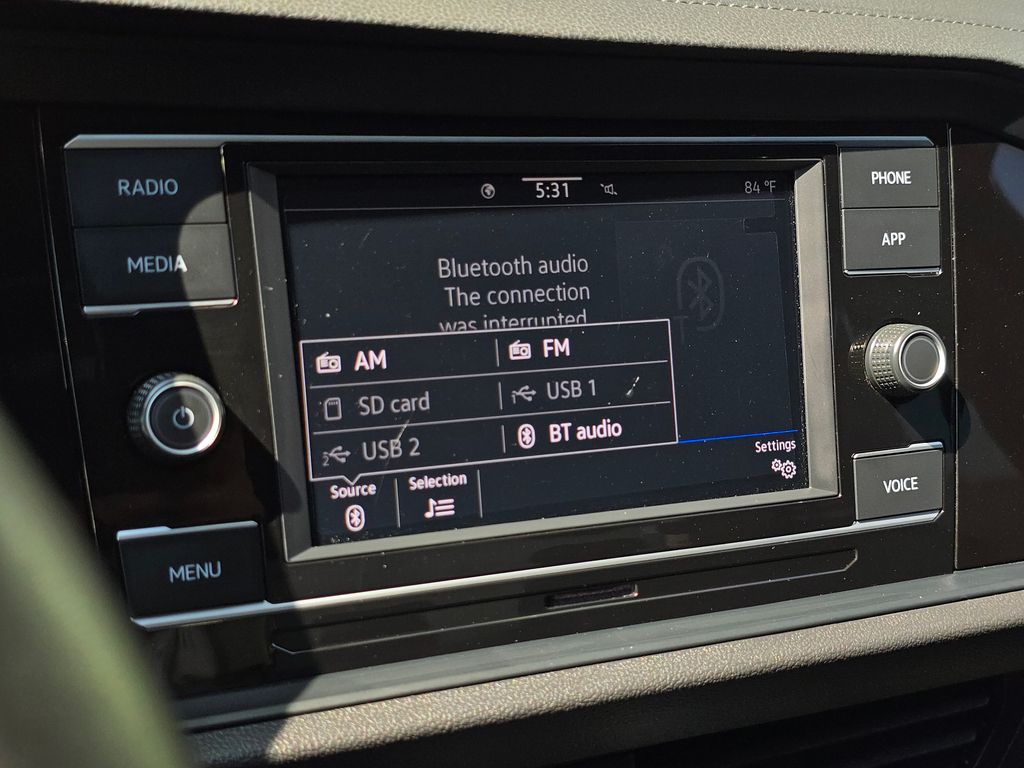 RADIO
MEDIA
MENU
5:31
84 °F
Bluetooth audio
The connection
was interrupted
AM
FM
SD card
USB 1
2 USB 2
BT audio
Source
Selection
Settings
PHONE
APP
VOICE